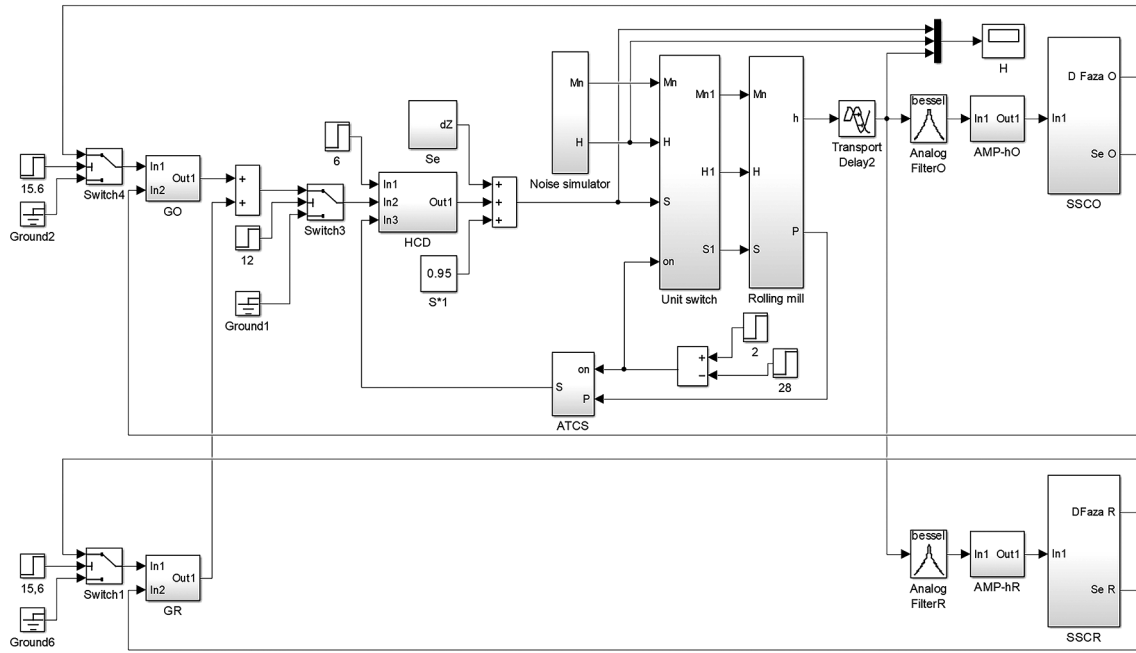 15.6
Ground2
Switch4
In1
In2
Out1
GO
+
+
12
Ground1
Switch3
6
dZ
Se
In1
In2
In3
Out1
HCD
0.95
S*1
+
+
+
Mn
H
Noise simulator
Mn
H
S
on
Mn1
H1
S1
Unit switch
Mn
H
S
h
P
Rolling mill
2
28
+
−
on
P
S
ATCS
H
Transport
Delay2
bessel
Analog
FilterO
In1 Out1
AMP-hO
In1
D Faza O
Se O
SSCO
15,6
Ground6
Switch1
In1
In2
Out1
GR
bessel
Analog
FilterR
In1 Out1
AMP-hR
In1
DFaza R
Se R
SSCR